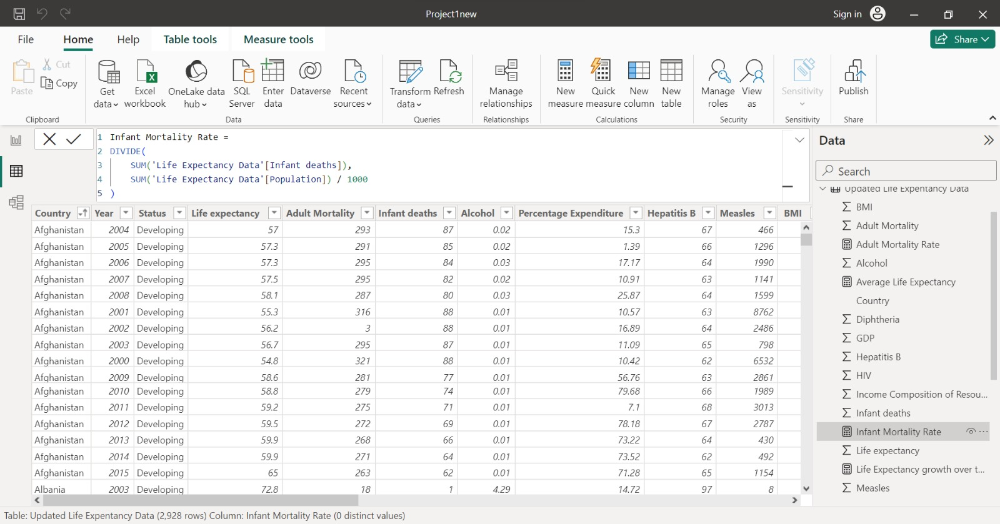 Project1new
Sign in
File Home Help Table tools Measure tools
Share
Paste
Cut
Copy
Clipboard
Get data
Excel workbook
OneLake data hub
SQL Server
Enter data
Dataverse
Recent sources
Data
Transform data
Refresh
Queries
Manage relationships
Relationships
New measure
Quick measure
New column
New table
Calculations
Manage roles
View as
Security
Sensitivity
Sensitivity
Publish
Share
1 Infant Mortality Rate =
2 DIVIDE(
3 SUM('Life Expectancy Data'[Infant deaths]),
4 SUM('Life Expectancy Data'[Population]) / 1000
5 )
Country Year Status Life expectancy Adult Mortality Infant deaths Alcohol Percentage Expenditure Hepatitis B Measles BMI
Afghanistan 2004 Developing 57 293 87 0.02 15.3 67 466
Afghanistan 2005 Developing 57.3 291 85 0.02 1.39 66 1296
Afghanistan 2006 Developing 57.3 295 84 0.03 17.17 64 1990
Afghanistan 2007 Developing 57.5 295 82 0.02 10.91 63 1141
Afghanistan 2008 Developing 58.1 287 80 0.03 25.87 64 1599
Afghanistan 2001 Developing 55.3 316 88 0.01 10.57 63 8762
Afghanistan 2002 Developing 56.2 3 88 0.01 16.89 64 2486
Afghanistan 2003 Developing 56.7 295 87 0.01 11.09 65 798
Afghanistan 2000 Developing 54.8 321 88 0.01 10.42 62 6532
Afghanistan 2009 Developing 58.6 281 77 0.01 56.76 63 2861
Afghanistan 2010 Developing 58.8 279 74 0.01 79.68 66 1989
Afghanistan 2011 Developing 59.2 275 71 0.01 7.1 68 3013
Afghanistan 2012 Developing 59.5 272 69 0.01 78.18 67 2787
Afghanistan 2013 Developing 59.9 268 66 0.01 73.22 64 430
Afghanistan 2014 Developing 59.9 271 64 0.01 73.52 62 492
Afghanistan 2015 Developing 65 263 62 0.01 71.28 65 1154
Albania 2003 Developing 72.8 18 1 4.29 14.72 97 8
Data
Search
Updated Life Expentancy Data
BMI
Adult Mortality
Adult Mortality Rate
Alcohol
Average Life Expectancy
Country
Diphtheria
GDP
Hepatitis B
HIV
Income Composition of Resou...
Infant deaths
Infant Mortality Rate
Life expectancy
Life Expectancy growth over t...
Measles
Table: Updated Life Expentancy Data (2,928 rows) Column: Infant Mortality Rate (0 distinct values)